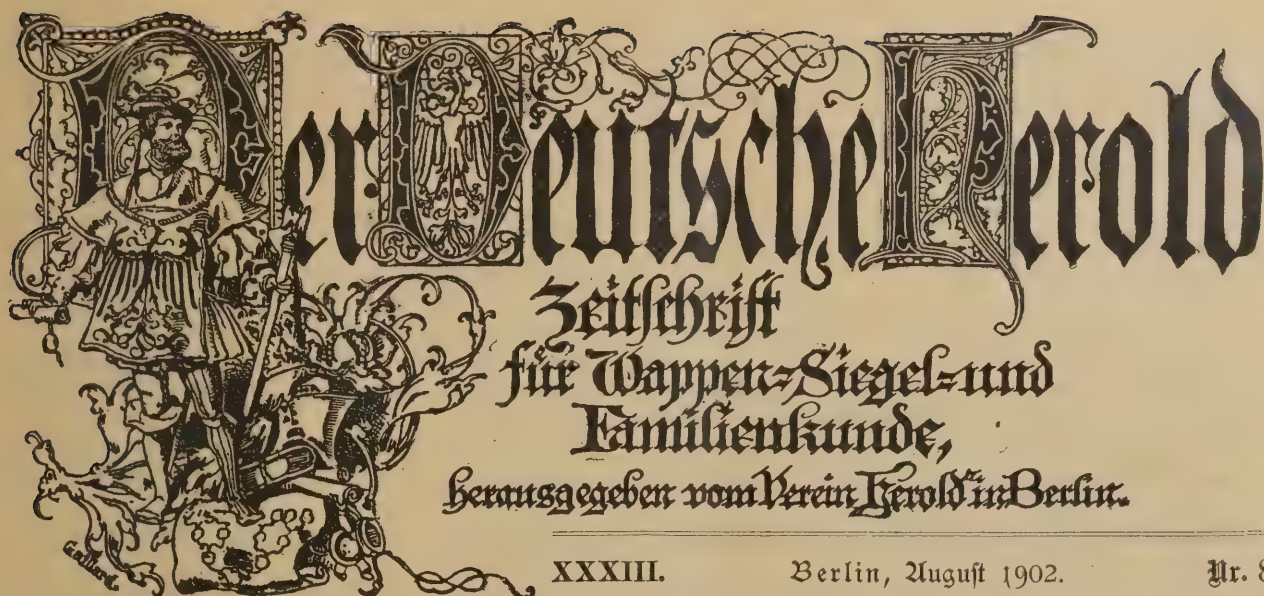 Der Deutsche Herold
Zeitschrift
für Wappen-Siegel- und
Familienkunde,
herausgegeben vom Verein Herold in Berlin.
XXXIII. Berlin, August 1902. Nr. 8